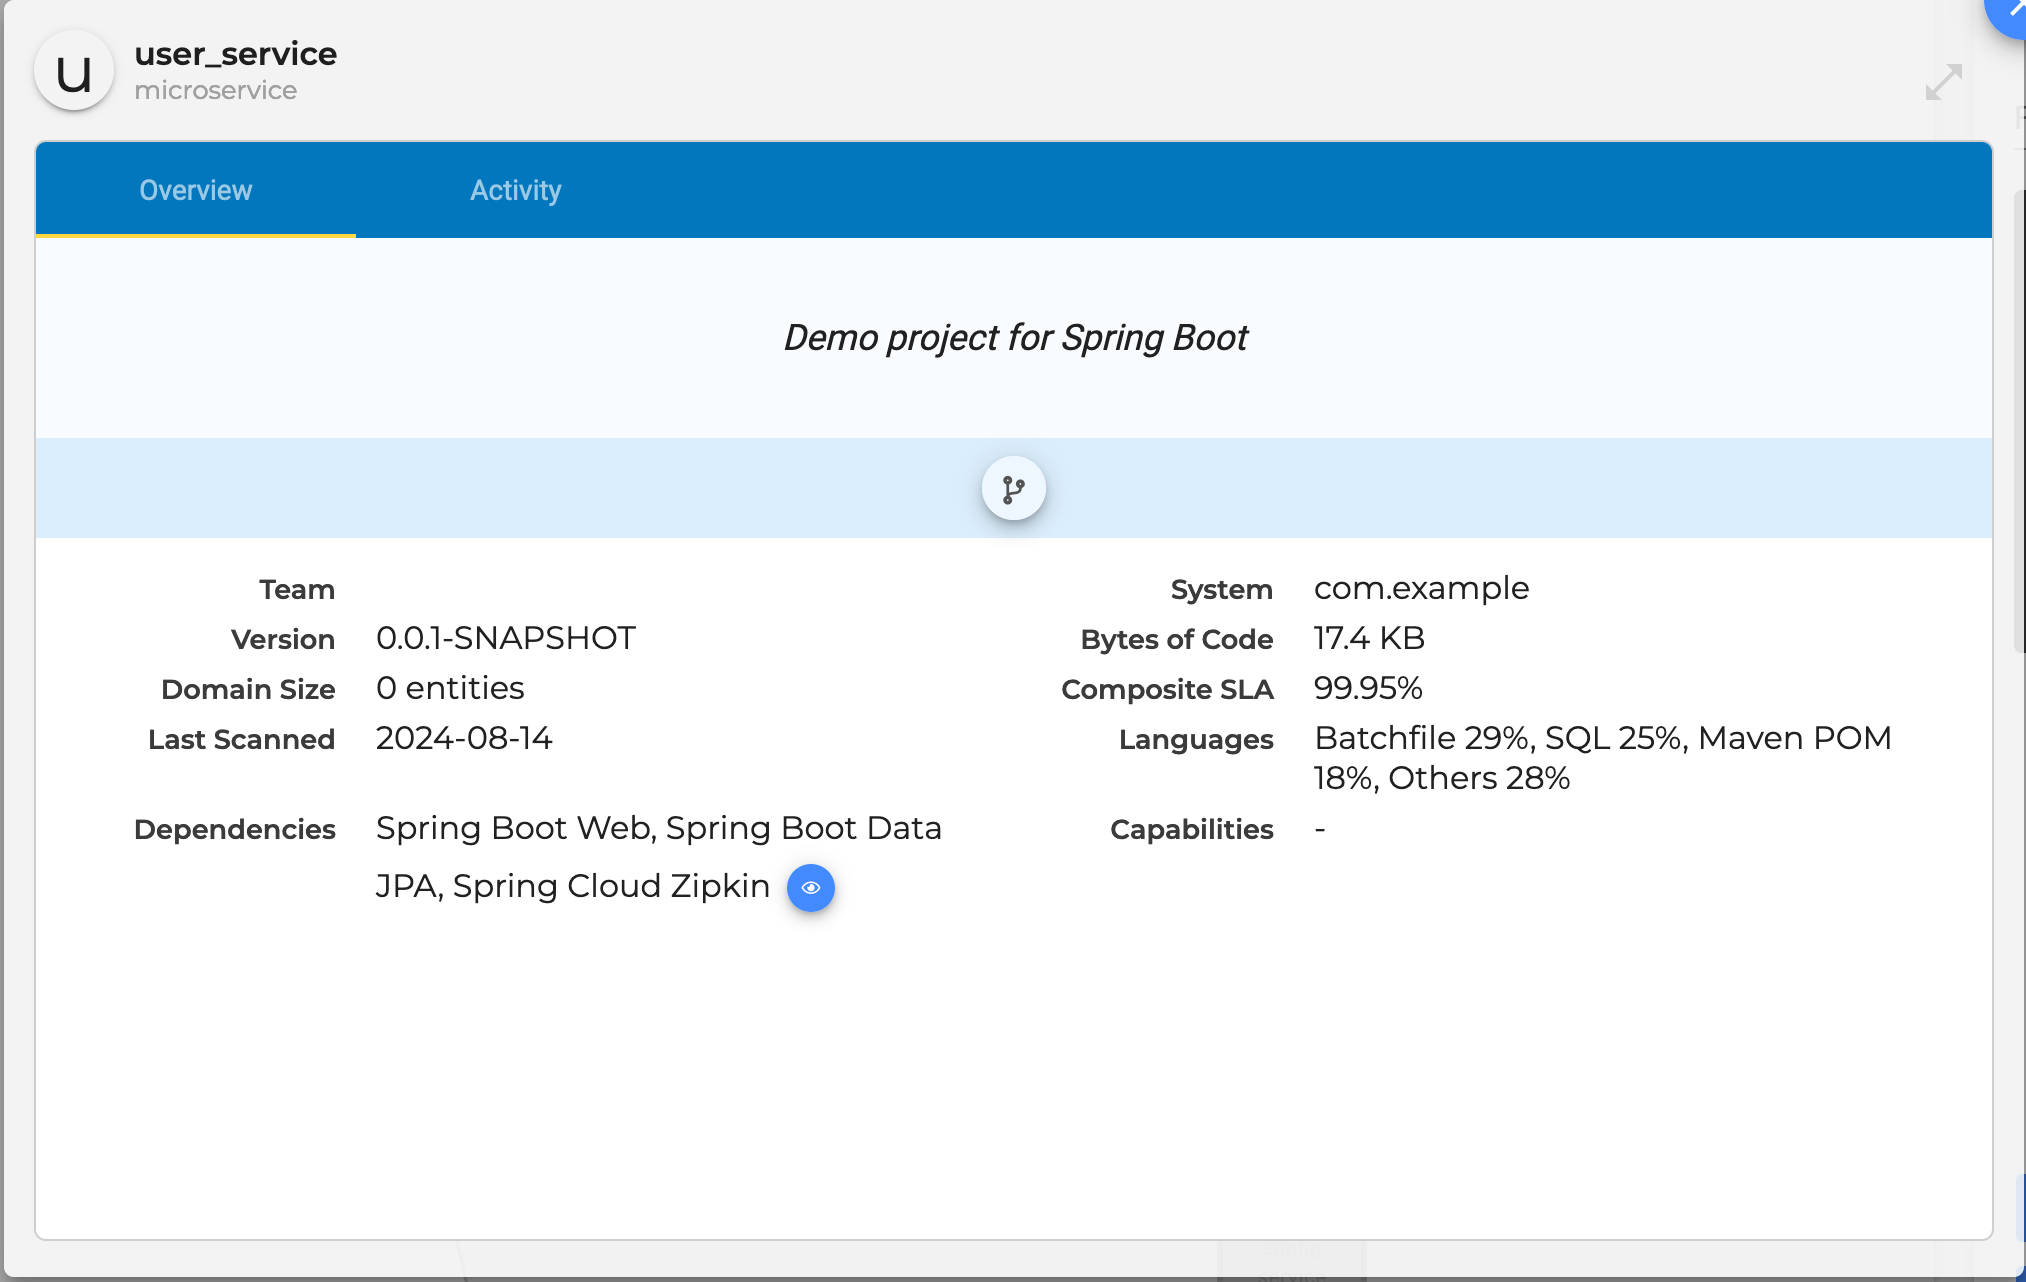 u
user_service
microservice
Overview
Activity
Demo project for Spring Boot
Team
System com.example
Version 0.0.1-SNAPSHOT
Bytes of Code 17.4 KB
Domain Size 0 entities
Composite SLA 99.95%
Last Scanned 2024-08-14
Languages Batchfile 29%, SQL 25%, Maven POM
18%, Others 28%
Dependencies Spring Boot Web, Spring Boot Data
JPA, Spring Cloud Zipkin
Capabilities -
config
service